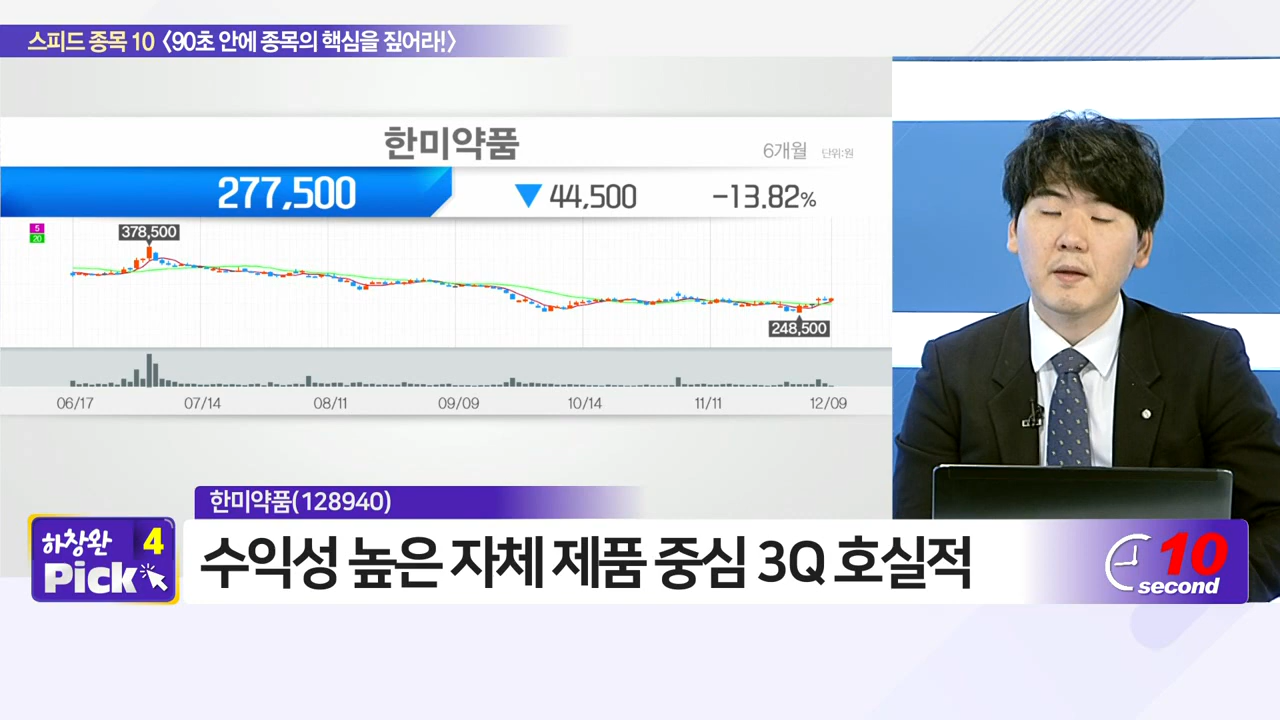 스피드 종목 10 〈90초 안에 종목의 핵심을 짚어라!〉
한미약품
6개월 단위:원
277,500 ▼ 44,500 -13.82%
5
20
378,500
248,500
06/17 07/14 08/11 09/09 10/14 11/11 12/09
한미약품(128940)
하창완 4
Pick
수익성 높은 자체 제품 중심 3Q 호실적
10
second